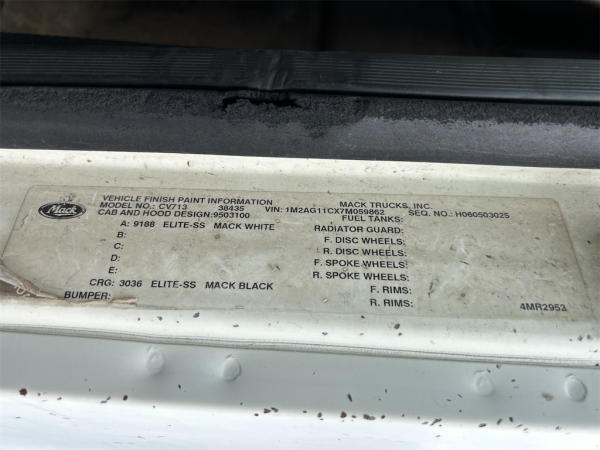 Mack
VEHICLE FINISH PAINT INFORMATION MACK TRUCKS, INC.
MODEL NO.: CV713 38435 VIN: 1M2AG11CX7M059862 SEQ. NO.: H060503025
CAB AND HOOD DESIGN:9503100 FUEL TANKS:
A: 9188 ELITE-SS MACK WHITE RADIATOR GUARD:
B: F. DISC WHEELS:
C: R. DISC WHEELS:
D: F. SPOKE WHEELS:
E: R. SPOKE WHEELS:
CRG: 3036 ELITE-SS MACK BLACK F. RIMS:
BUMPER: R. RIMS:
4MR2953